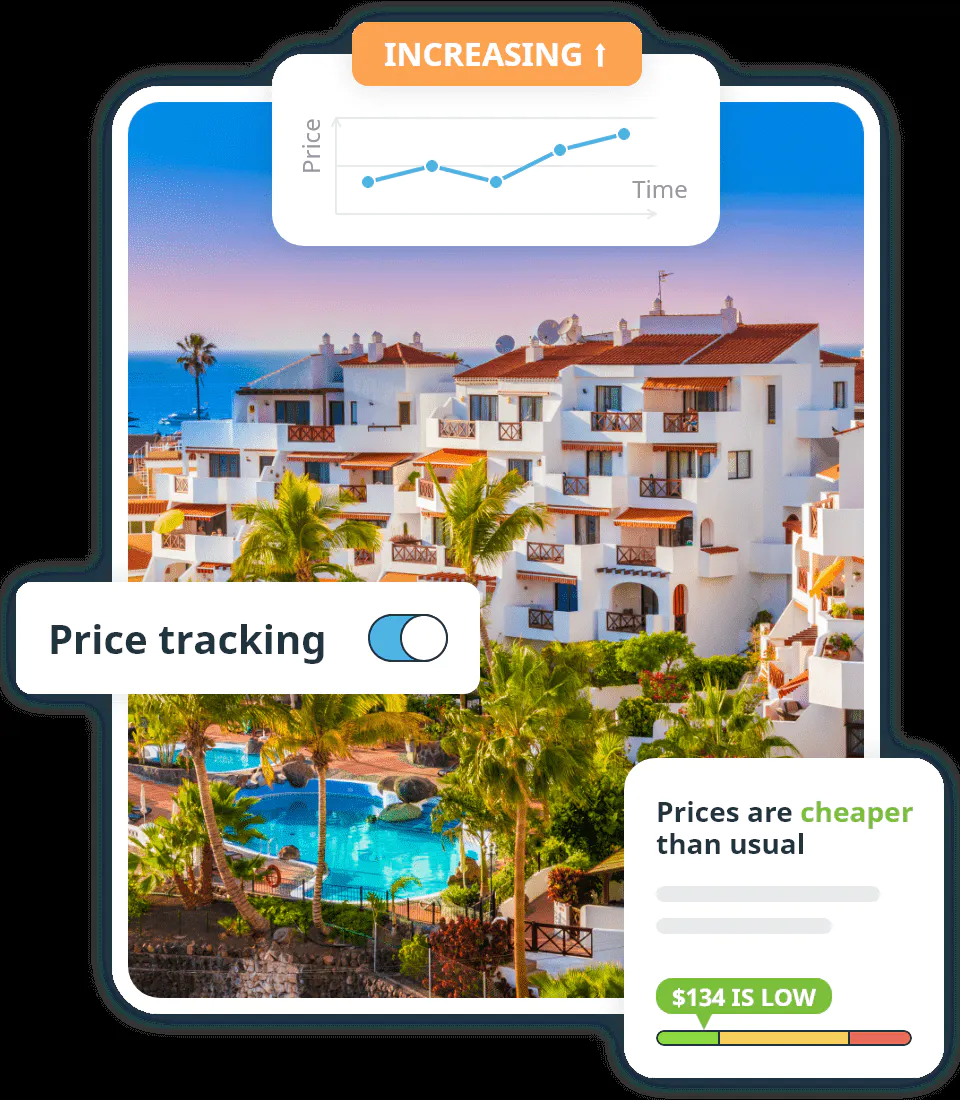 INCREASING ↑
Price
Time
Price tracking
Prices are cheaper
than usual
$134 IS LOW